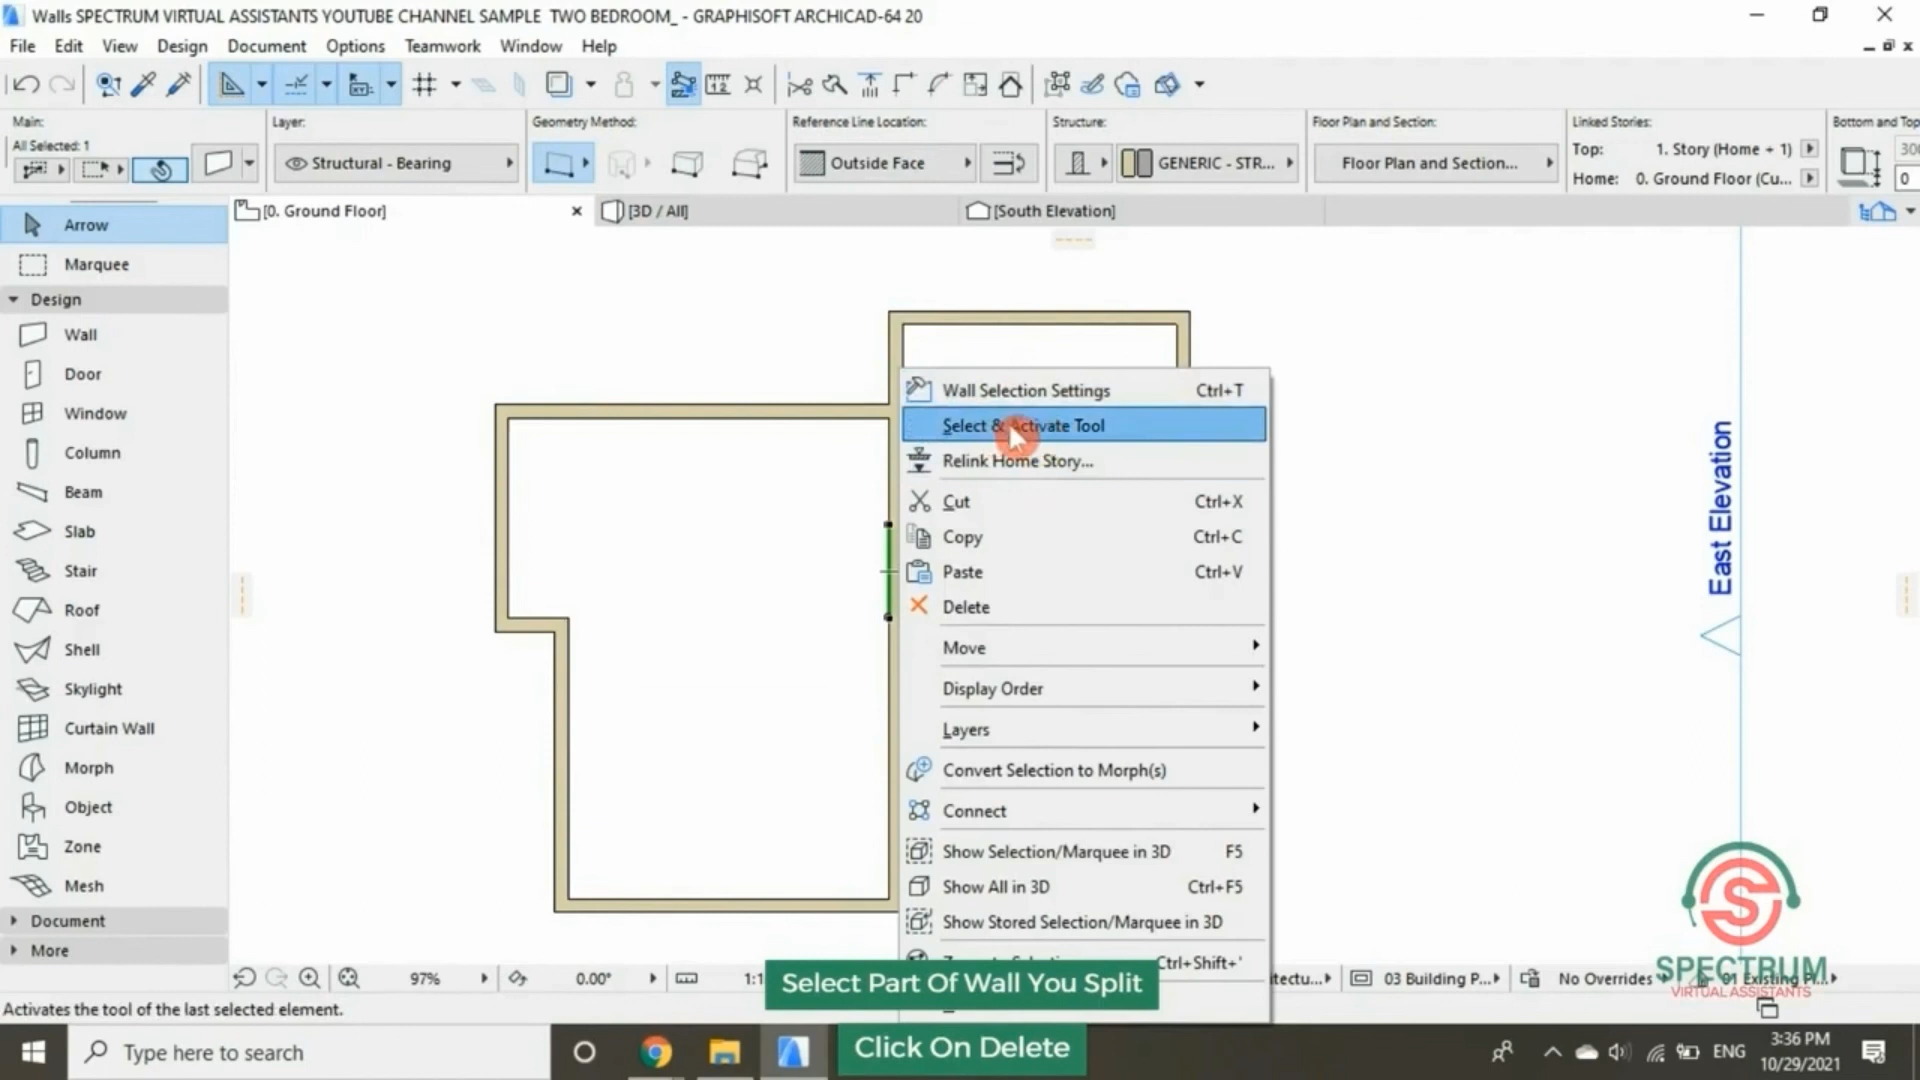 Walls SPECTRUM VIRTUAL ASSISTANTS YOUTUBE CHANNEL SAMPLE TWO BEDROOM_ - GRAPHISOFT ARCHICAD-64 20
File Edit View Design Document Options Teamwork Window Help
Main:
All Selected: 1
Layer:
Structural - Bearing
Geometry Method:
Reference Line Location:
Outside Face
Structure:
GENERIC - STR...
Floor Plan and Section:
Floor Plan and Section...
Linked Stories:
Top: 1. Story (Home + 1)
Home: 0. Ground Floor (Cu...
Bottom and Top
0
[0. Ground Floor]
[3D / All]
[South Elevation]
Arrow
Marquee
Design
Wall
Door
Window
Column
Beam
Slab
Stair
Roof
Shell
Skylight
Curtain Wall
Morph
Object
Zone
Mesh
Document
More
Wall Selection Settings Ctrl+T
Select & Activate Tool
Relink Home Story...
Cut Ctrl+X
Copy Ctrl+C
Paste Ctrl+V
Delete
Move
Display Order
Layers
Convert Selection to Morph(s)
Connect
Show Selection/Marquee in 3D F5
Show All in 3D Ctrl+F5
Show Stored Selection/Marquee in 3D
Ctrl+Shift+'
East Elevation
97%
0.00°
03 Building P...
No Overrides
01 Existing Pl...
Select Part Of Wall You Split
Click On Delete
SPECTRUM
VIRTUAL ASSISTANTS
Activates the tool of the last selected element.
Type here to search
ENG
3:36 PM
10/29/2021